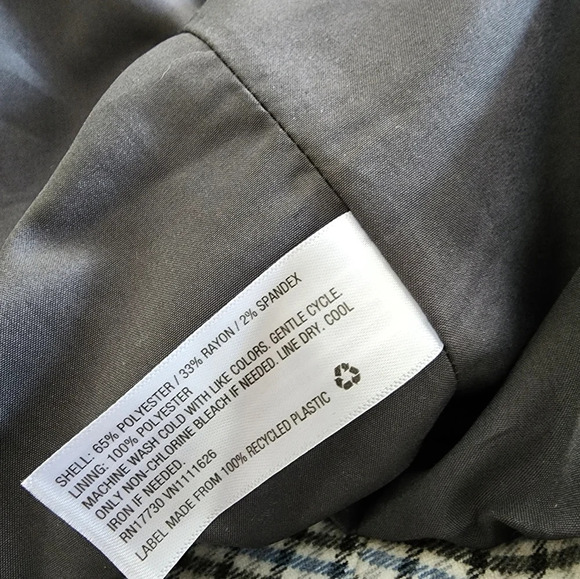 SHELL: 65% POLYESTER / 33% RAYON / 2% SPANDEX
LINING: 100% POLYESTER
MACHINE WASH COLD WITH LIKE COLORS. GENTLE CYCLE.
ONLY NON-CHLORINE BLEACH IF NEEDED. LINE DRY. COOL
IRON IF NEEDED.
RN17730 VN1111626
LABEL MADE FROM 100% RECYCLED PLASTIC